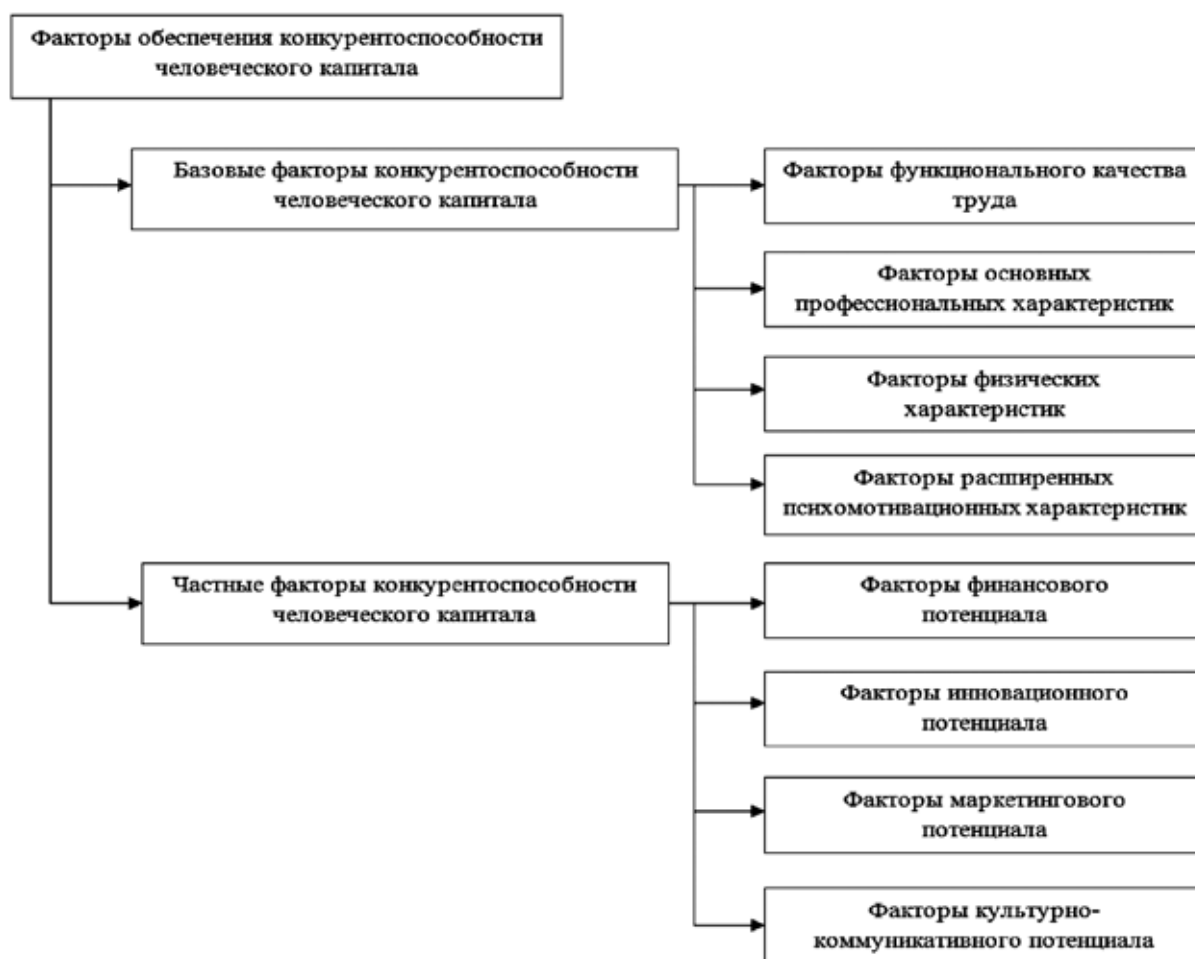 Факторы обеспечения конкурентоспособности
человеческого капитала
Базовые факторы конкурентоспособности
человеческого капитала
Факторы функционального качества
труда
Факторы основных
профессиональных характеристик
Факторы физических
характеристик
Факторы расширенных
психомотивационных характеристик
Частные факторы конкурентоспособности
человеческого капитала
Факторы финансового
потенциала
Факторы инновационного
потенциала
Факторы маркетингового
потенциала
Факторы культурно-
коммуникативного потенциала